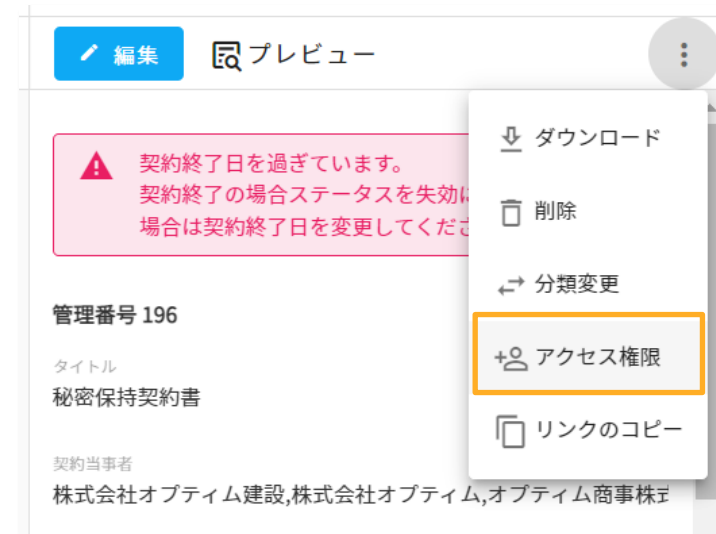 編集
プレビュー
ダウンロード
削除
分類変更
アクセス権限
リンクのコピー
契約終了日を過ぎています。
契約終了の場合ステータスを失効に
場合は契約終了日を変更してくださ
管理番号 196
タイトル
秘密保持契約書
契約当事者
株式会社オプティム建設,株式会社オプティム,オプティム商事株式